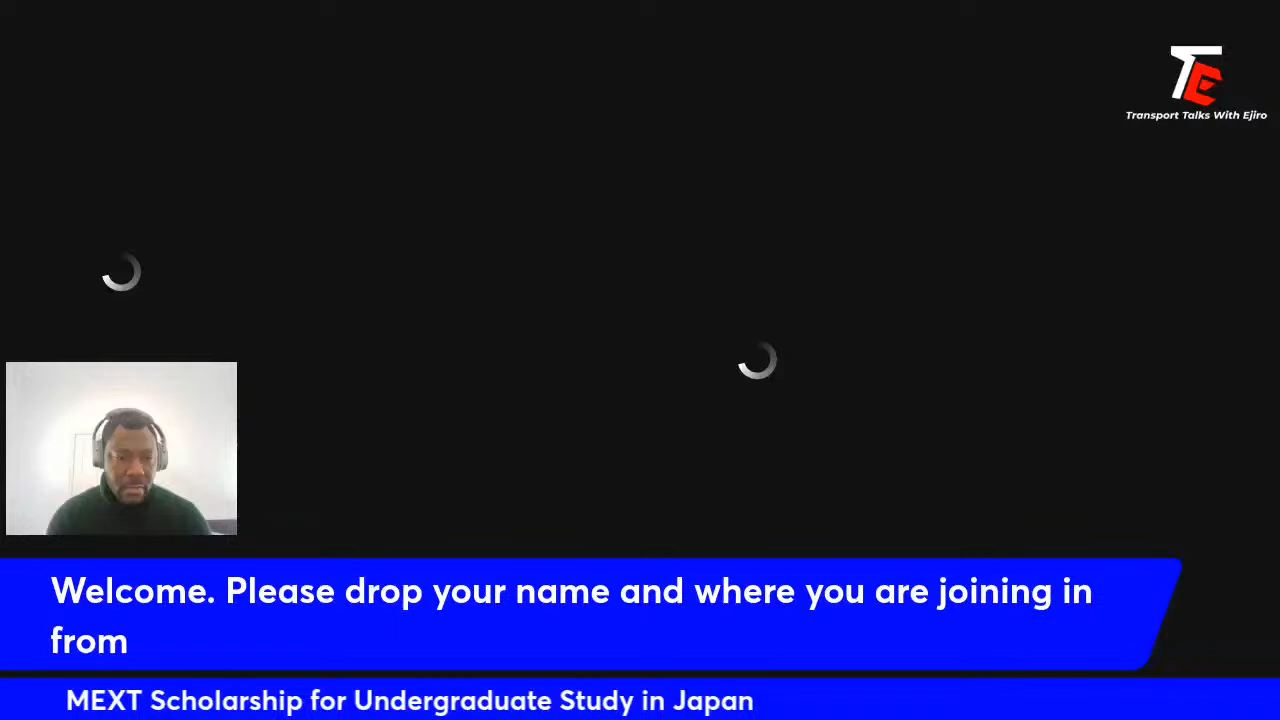 TE
Transport Talks With Ejiro
Welcome. Please drop your name and where you are joining in
from
MEXT Scholarship for Undergraduate Study in Japan